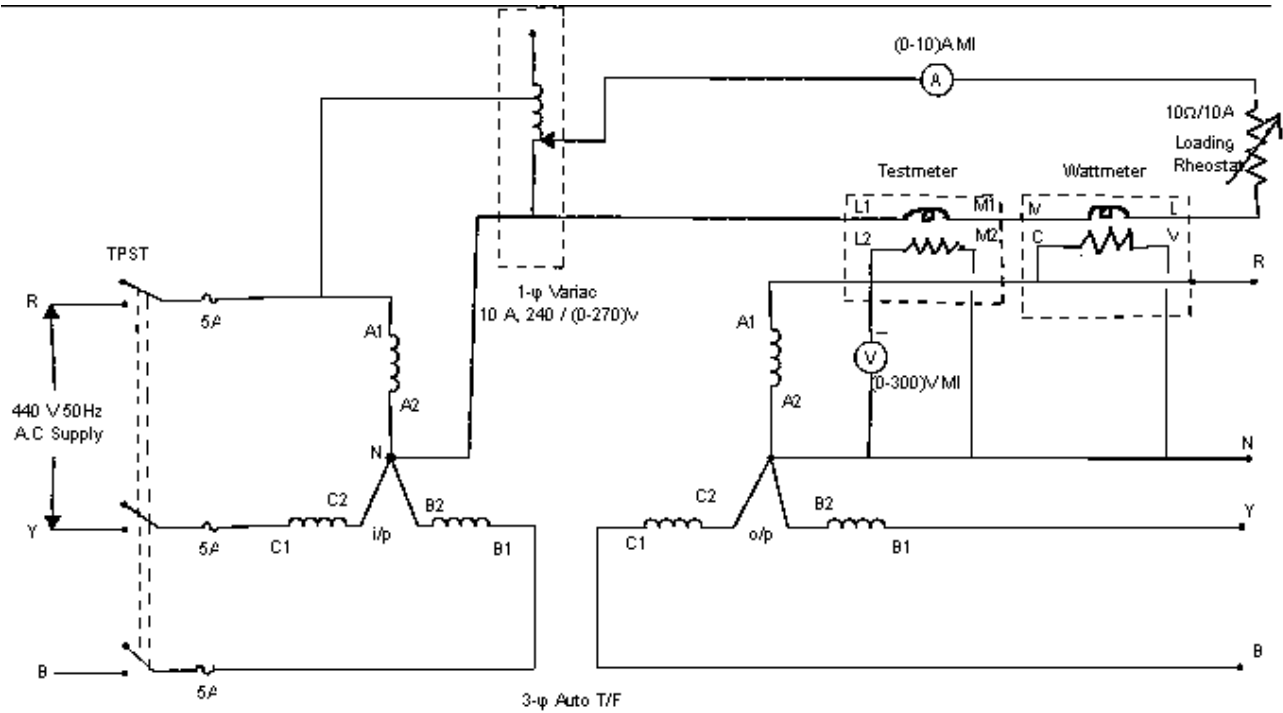 (0-10)A MI
A
10Ω/10A
Loading
Rheostat
Testmeter
Wattmeter
L1
M1
M
L
L2
M2
C
V
R
TPST
R
5A
1-φ Variac
10 A, 240 / (0-270)v
A1
A2
A1
A2
V
(0-300)V MI
440 V 50Hz
A.C Supply
N
N
C2
B2
C2
B2
Y
Y
5A
C1
i/p
B1
C1
o/p
B1
B
B
5A
3-φ Auto T/F